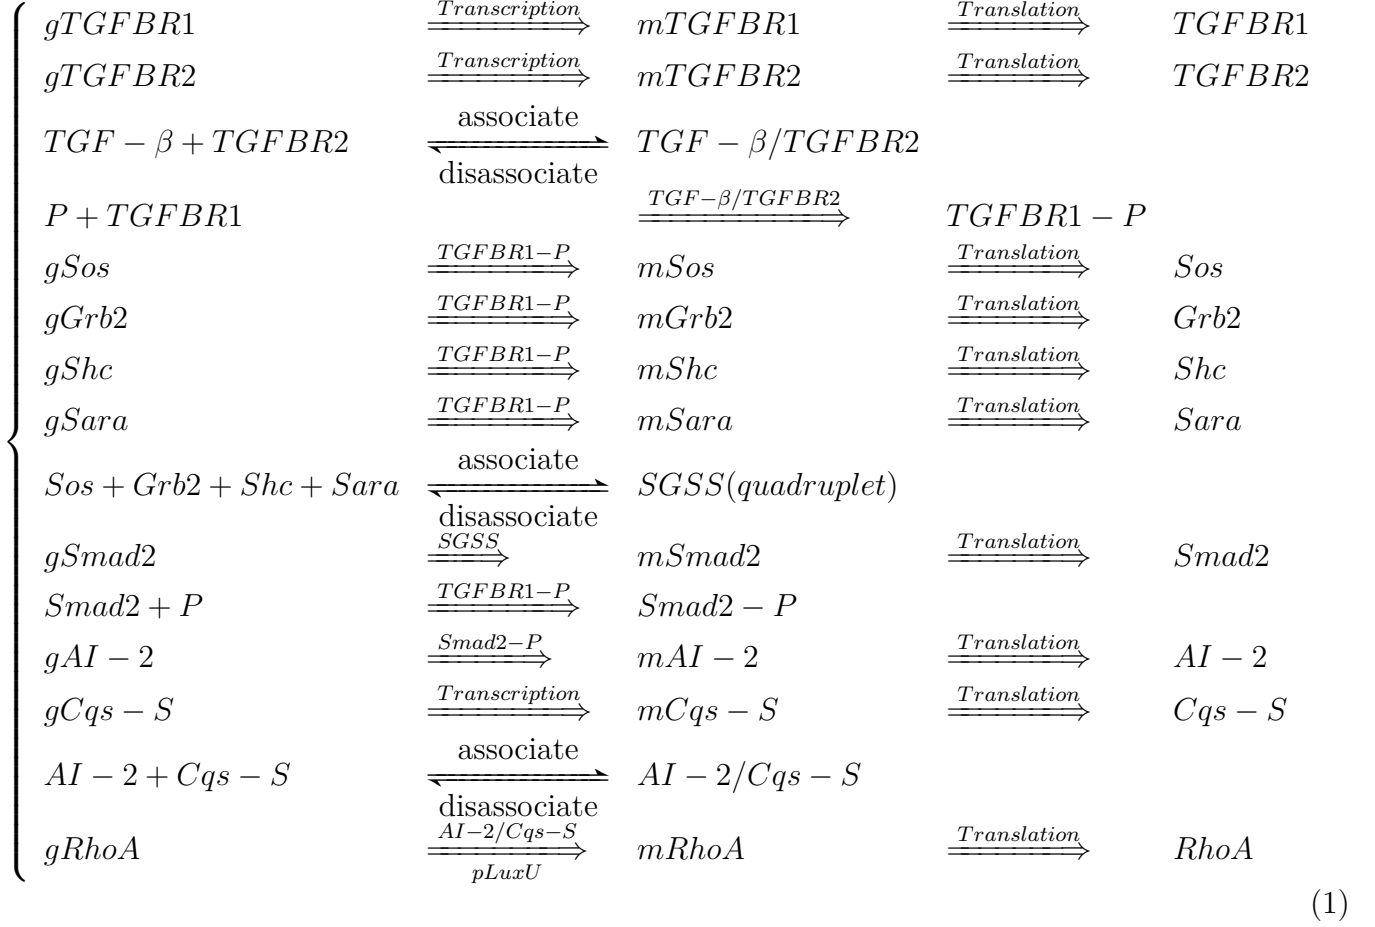 gTGFBR1 Transcription mTGFBR1 Translation TGFBR1
gTGFBR2 Transcription mTGFBR2 Translation TGFBR2
TGF − β + TGFBR2 associate disassociate TGF − β/TGFBR2
P + TGFBR1 TGF−β/TGFBR2 TGFBR1 − P
gSos TGFBR1−P mSos Translation Sos
gGrb2 TGFBR1−P mGrb2 Translation Grb2
gShc TGFBR1−P mShc Translation Shc
gSara TGFBR1−P mSara Translation Sara
Sos + Grb2 + Shc + Sara associate disassociate SGSS(quadruplet)
gSmad2 SGSS mSmad2 Translation Smad2
Smad2 + P TGFBR1−P Smad2 − P
gAI − 2 Smad2−P mAI − 2 Translation AI − 2
gCqs − S Transcription mCqs − S Translation Cqs − S
AI − 2 + Cqs − S associate disassociate AI − 2/Cqs − S
gRhoA AI−2/Cqs−S pLuxU mRhoA Translation RhoA
(1)